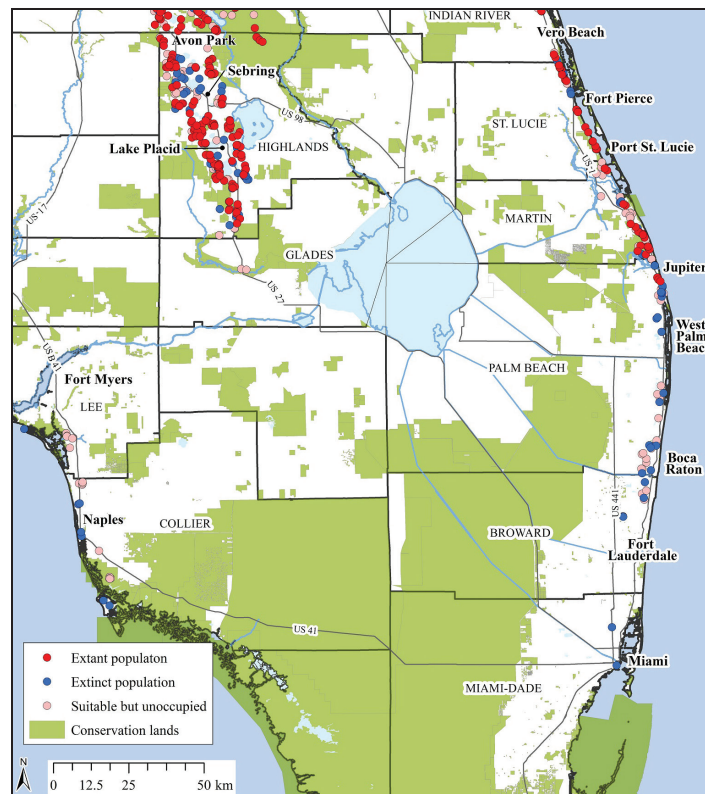 INDIAN RIVER
Vero Beach
Avon Park
Sebring
Fort Pierce
US 98
ST. LUCIE
Lake Placid
HIGHLANDS
Port St. Lucie
US-17
MARTIN
GLADES
Jupiter
US 27
West
Palm
Beach
US 41
PALM BEACH
Fort Myers
LEE
Boca
Raton
US 441
Naples
COLLIER
BROWARD
Fort
Lauderdale
US 41
Miami
MIAMI-DADE
Extant populaton
Extinct population
Suitable but unoccupied
Conservation lands
N
0 12.5 25 50 km